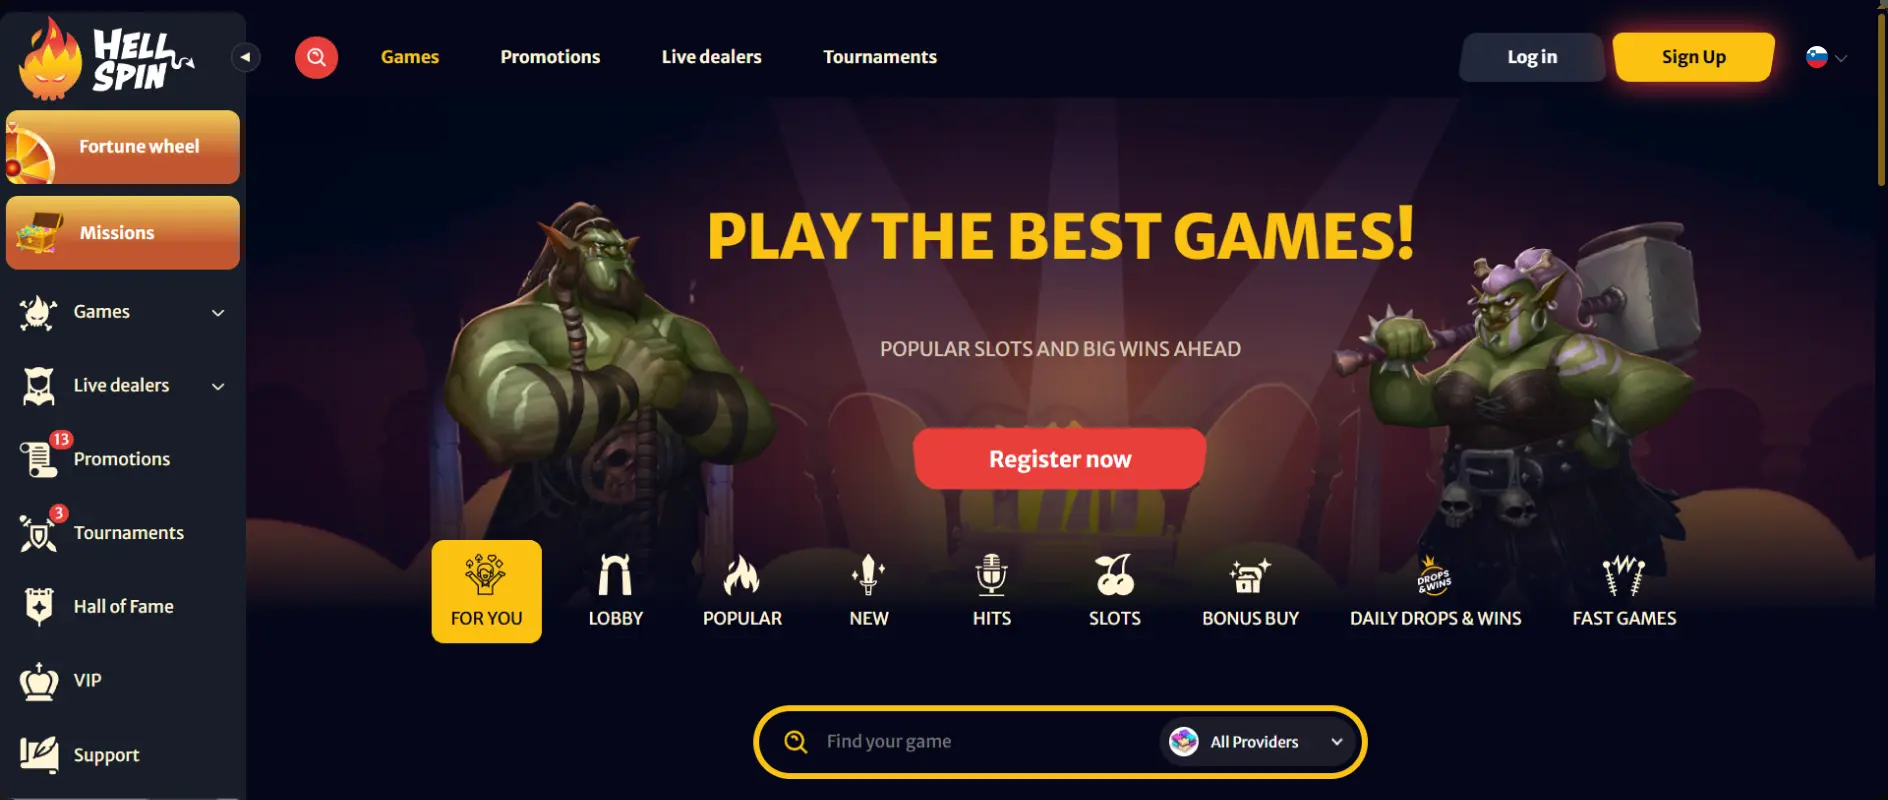 HELL
SPIN
Games
Promotions
Live dealers
Tournaments
Log in
Sign Up
Fortune wheel
Missions
Games
Live dealers
13
Promotions
3
Tournaments
Hall of Fame
VIP
Support
PLAY THE BEST GAMES!
POPULAR SLOTS AND BIG WINS AHEAD
Register now
FOR YOU
LOBBY
POPULAR
NEW
HITS
SLOTS
BONUS BUY
DROPS
&WINS
DAILY DROPS & WINS
FAST GAMES
Find your game
All Providers